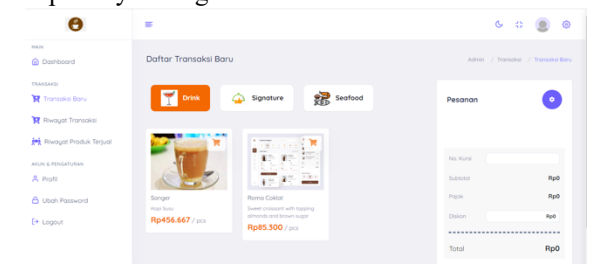 MAIN
Dashboard
TRANSAKSI
Transaksi Baru
Riwayat Transaksi
Riwayat Produk Terjual
AKUN & PENGATURAN
Profil
Ubah Password
Logout
Daftar Transaksi Baru
Admin / Transaksi / Transaksi Baru
Drink
Signature
Seafood
Sanger
Kopi Susu
Rp456.667 / pcs
Roma Coklat
Sweet croissant with topping
almonds and brown sugar
Rp85.300 / pcs
Pesanan
No. Kursi
Subtotal Rp0
Pajak Rp0
Diskon Rp0
Total Rp0